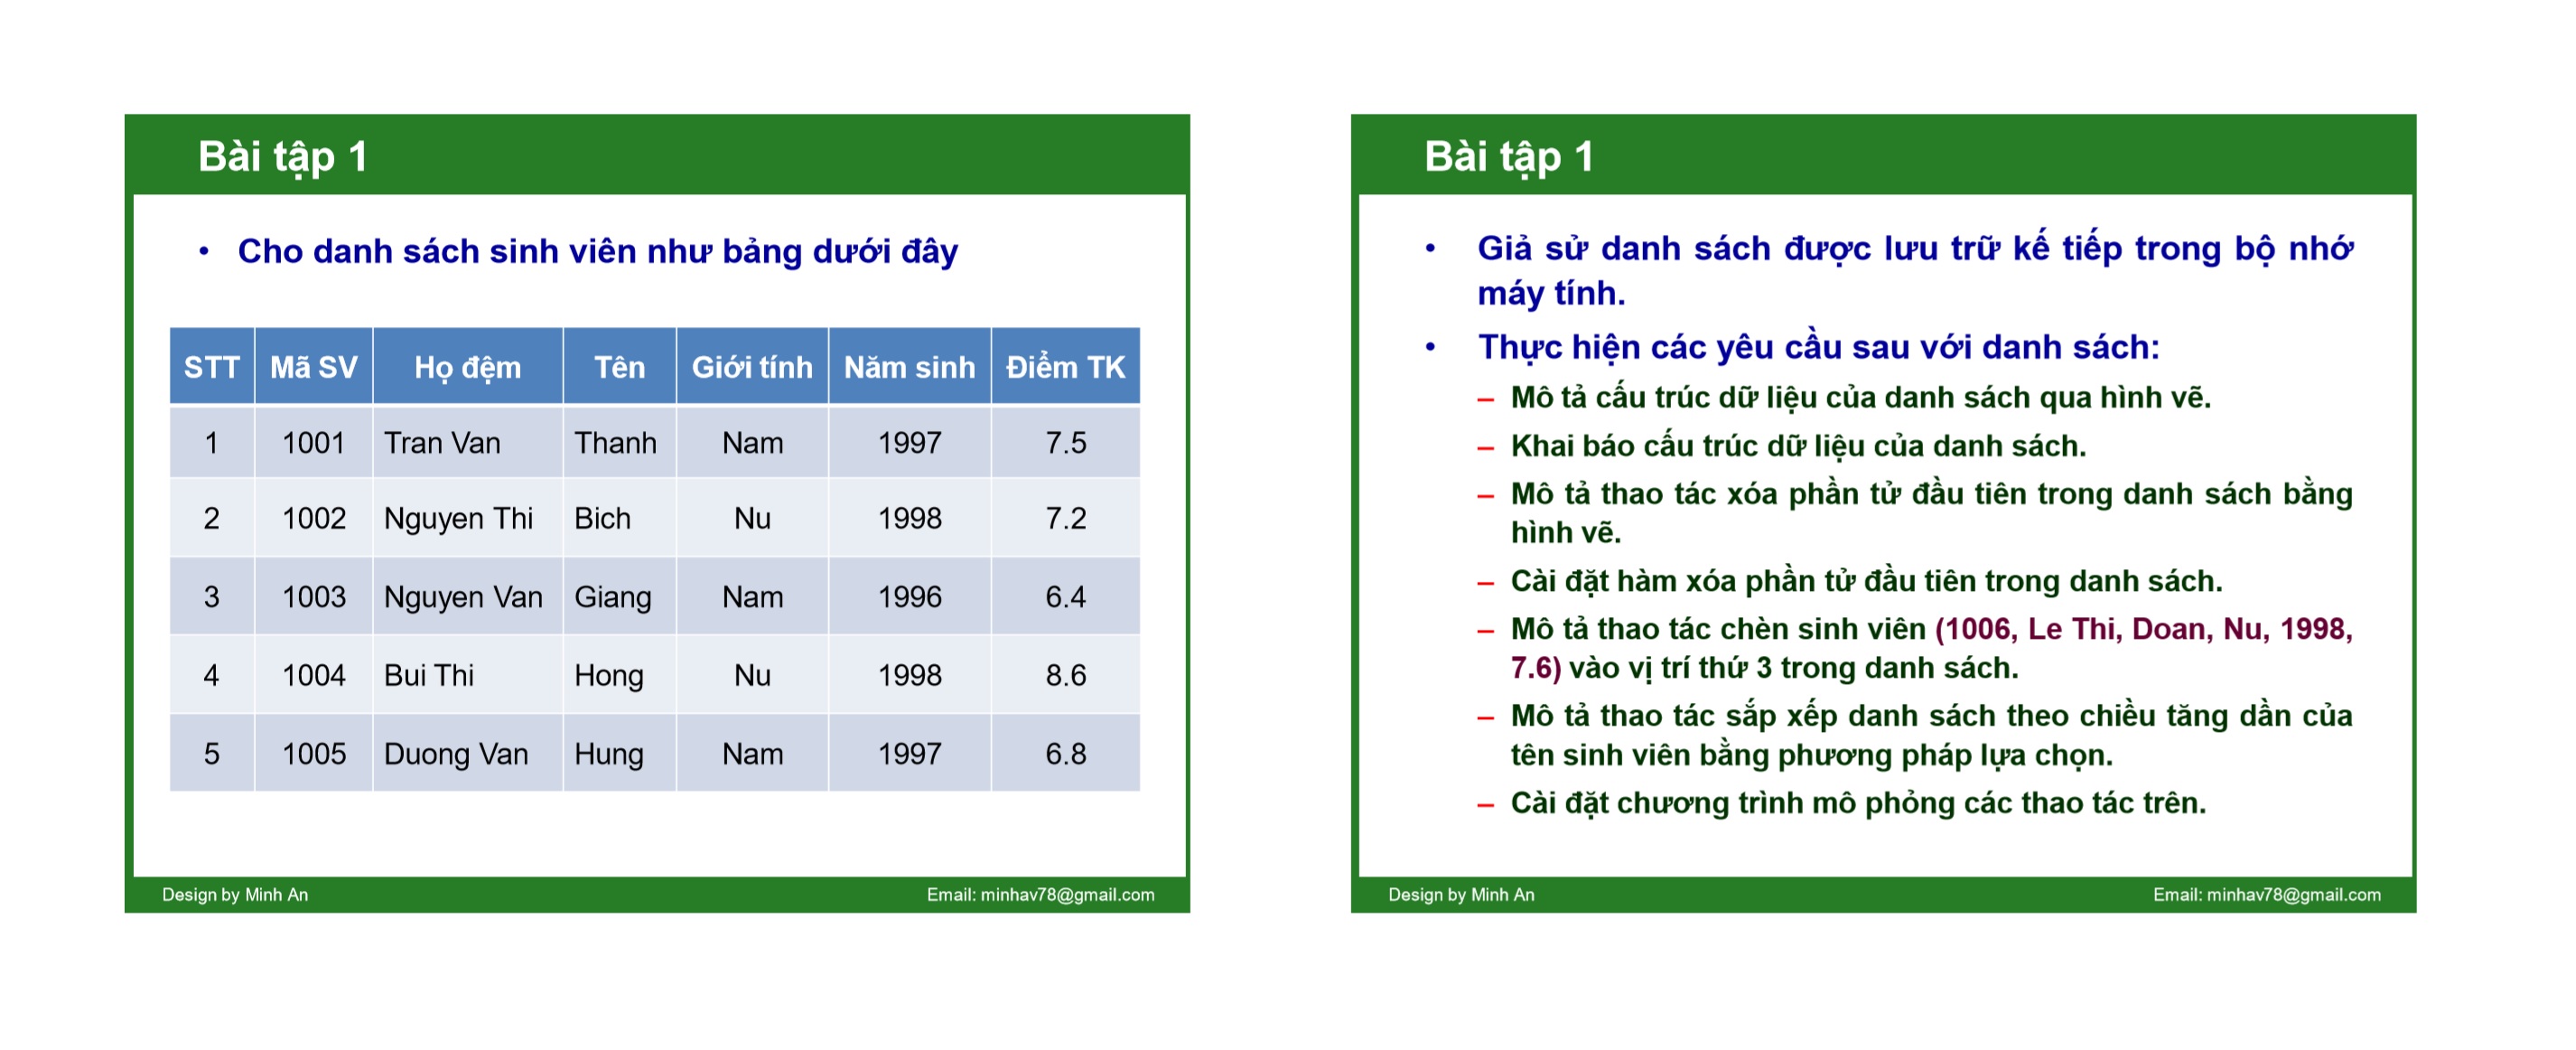 Bài tập 1
• Cho danh sách sinh viên như bảng dưới đây
STT Mã SV Họ đệm Tên Giới tính Năm sinh Điểm TK
1 1001 Tran Van Thanh Nam 1997 7.5
2 1002 Nguyen Thi Bich Nu 1998 7.2
3 1003 Nguyen Van Giang Nam 1996 6.4
4 1004 Bui Thi Hong Nu 1998 8.6
5 1005 Duong Van Hung Nam 1997 6.8
Design by Minh An Email: minhav78@gmail.com
Bài tập 1
• Giả sử danh sách được lưu trữ kế tiếp trong bộ nhớ
máy tính.
• Thực hiện các yêu cầu sau với danh sách:
– Mô tả cấu trúc dữ liệu của danh sách qua hình vẽ.
– Khai báo cấu trúc dữ liệu của danh sách.
– Mô tả thao tác xóa phần tử đầu tiên trong danh sách bằng
hình vẽ.
– Cài đặt hàm xóa phần tử đầu tiên trong danh sách.
– Mô tả thao tác chèn sinh viên (1006, Le Thi, Doan, Nu, 1998,
7.6) vào vị trí thứ 3 trong danh sách.
– Mô tả thao tác sắp xếp danh sách theo chiều tăng dần của
tên sinh viên bằng phương pháp lựa chọn.
– Cài đặt chương trình mô phỏng các thao tác trên.
Design by Minh An Email: minhav78@gmail.com